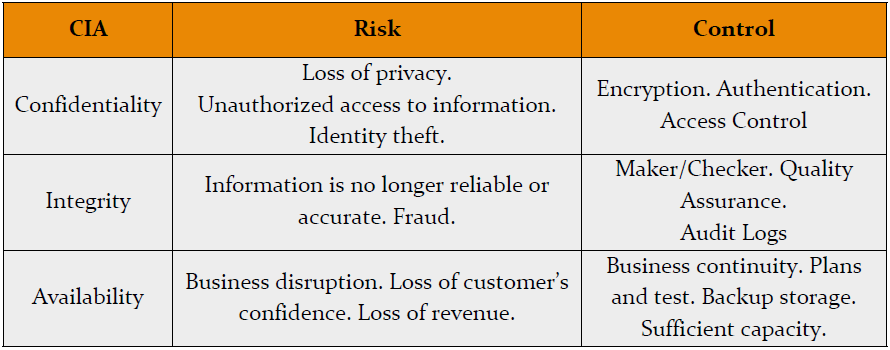 CIA
Risk
Control
Confidentiality
Loss of privacy.
Unauthorized access to information.
Identity theft.
Encryption. Authentication.
Access Control
Integrity
Information is no longer reliable or
accurate. Fraud.
Maker/Checker. Quality
Assurance.
Audit Logs
Availability
Business disruption. Loss of customer’s
confidence. Loss of revenue.
Business continuity. Plans
and test. Backup storage.
Sufficient capacity.